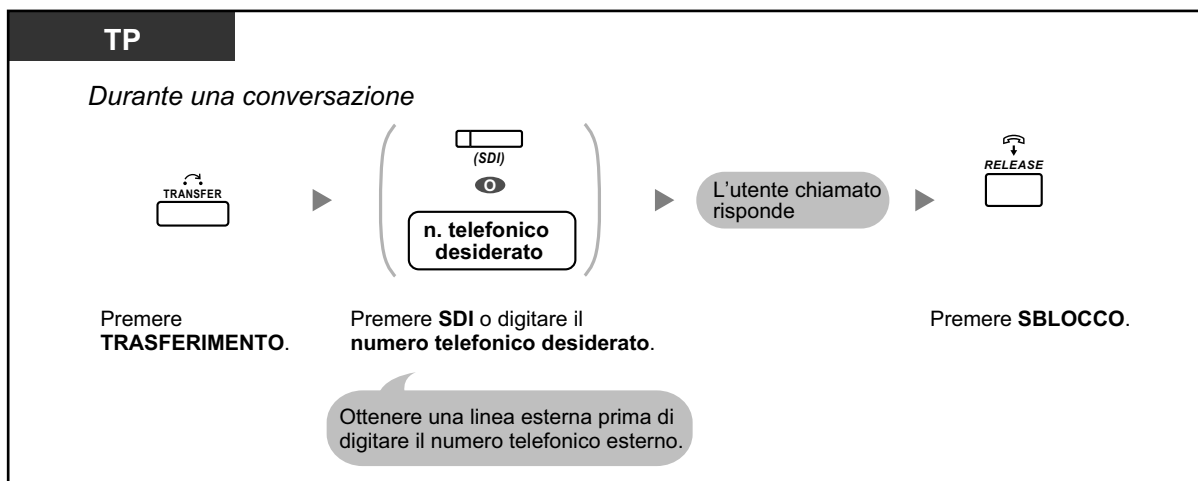 TP
Durante una conversazione
TRANSFER
(SDI)
O
n. telefonico
desiderato
L'utente chiamato
risponde
RELEASE
Premere
TRASFERIMENTO.
Premere SDI o digitare il
numero telefonico desiderato.
Premere SBLOCCO.
Ottenere una linea esterna prima di
digitare il numero telefonico esterno.